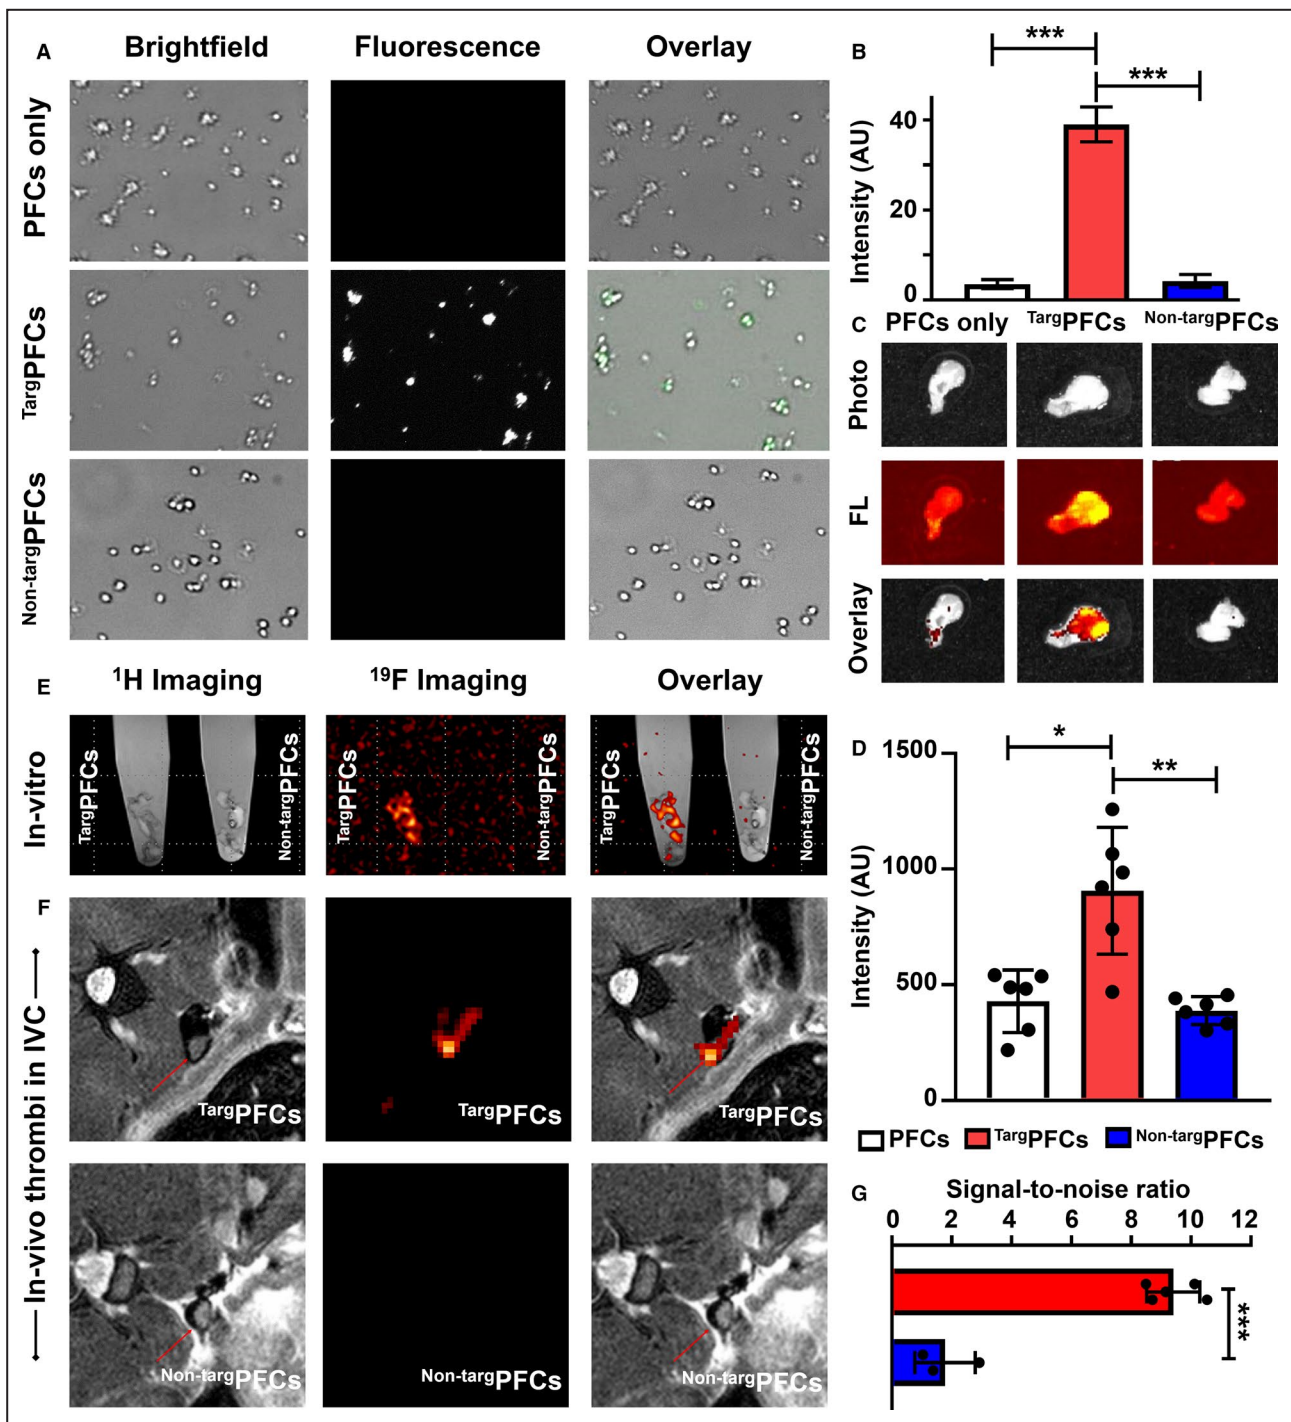 A
Brightfield
Fluorescence
Overlay
PFCs only
TargPFCs
Non-targPFCs
B
***
***
Intensity (AU)
40
20
0
PFCs only
TargPFCs
Non-targPFCs
C
Photo
FL
Overlay
E
1H Imaging
19F Imaging
Overlay
In-vitro
TargPFCs
Non-targPFCs
TargPFCs
Non-targPFCs
TargPFCs
Non-targPFCs
F
In-vivo thrombi in IVC
TargPFCs
TargPFCs
TargPFCs
Non-targPFCs
Non-targPFCs
Non-targPFCs
D
*
**
Intensity (AU)
1500
1000
500
0
PFCs
TargPFCs
Non-targPFCs
G
Signal-to-noise ratio
0 2 4 6 8 10 12
***